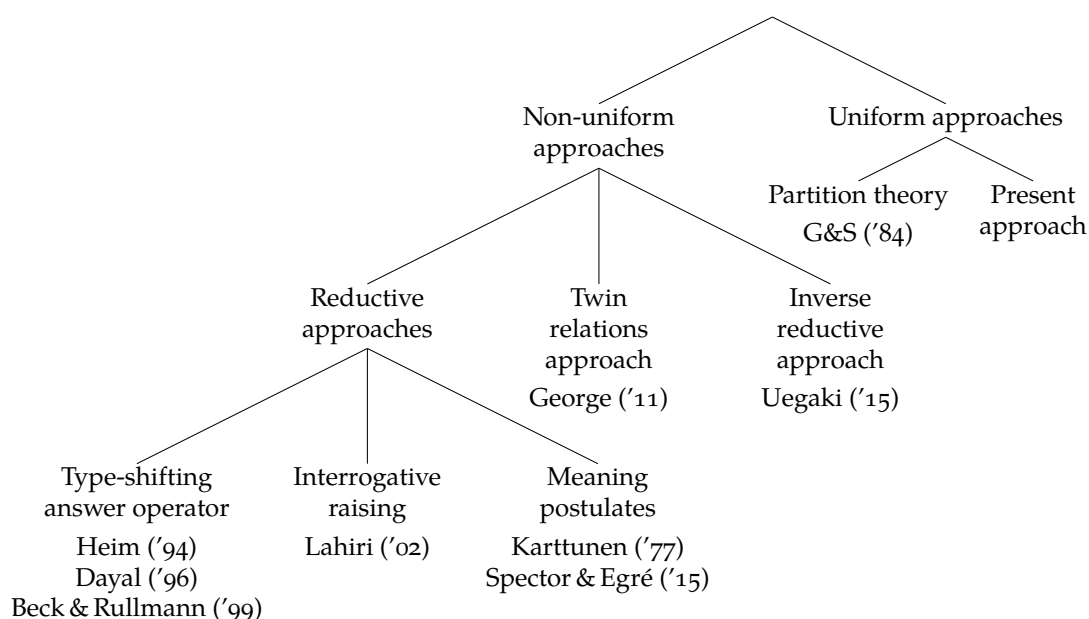 Non-uniform
approaches
Uniform approaches
Partition theory
G&S ('84)
Present
approach
Reductive
approaches
Twin
relations
approach
George ('11)
Inverse
reductive
approach
Uegaki ('15)
Type-shifting
answer operator
Heim ('94)
Dayal ('96)
Beck & Rullmann ('99)
Interrogative
raising
Lahiri ('02)
Meaning
postulates
Karttunen ('77)
Spector & Egré ('15)